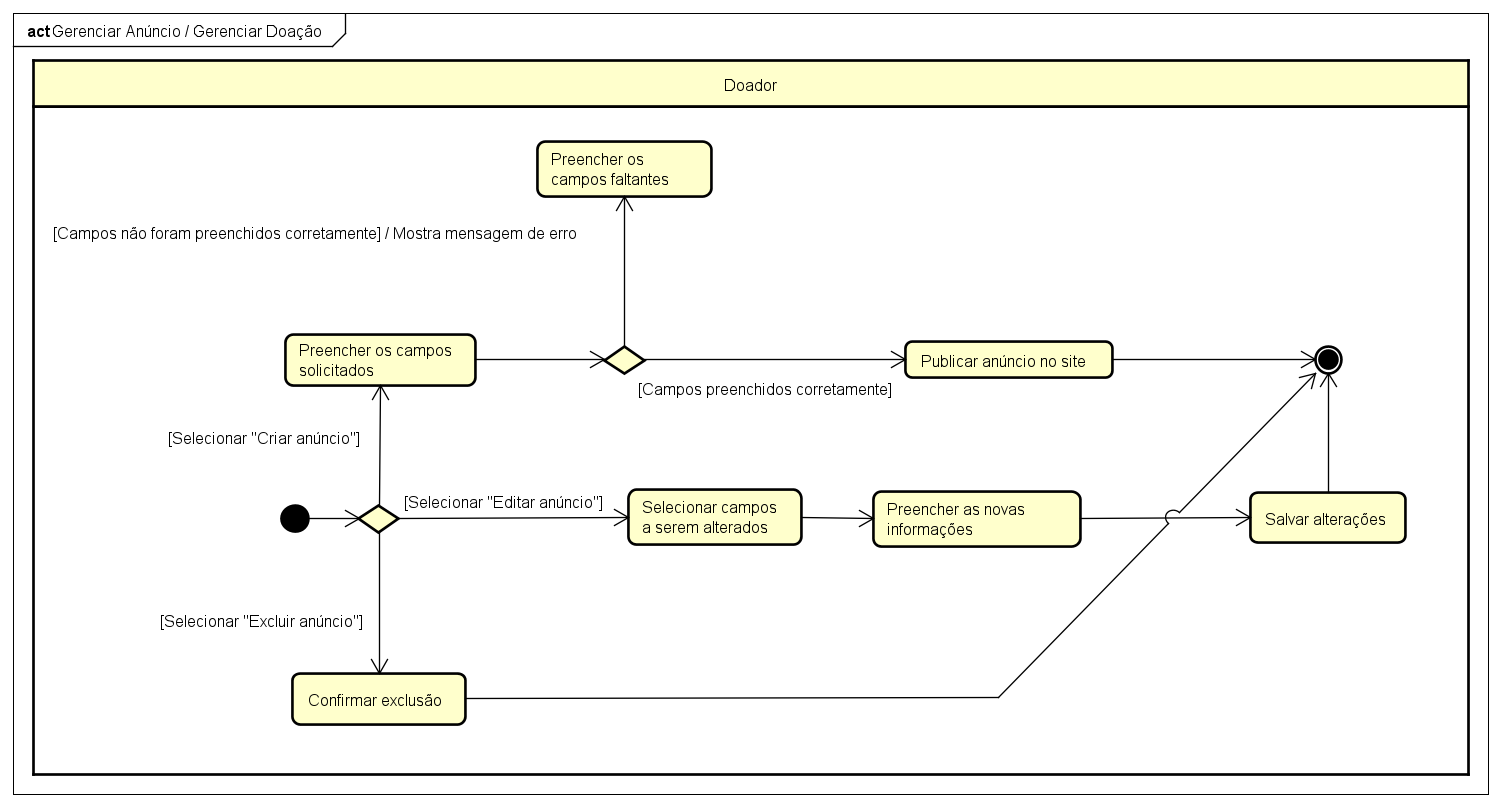 act Gerenciar Anúncio / Gerenciar Doação
Doador
Preencher os
campos faltantes
[Campos não foram preenchidos corretamente] / Mostra mensagem de erro
Preencher os campos
solicitados
Publicar anúncio no site
[Campos preenchidos corretamente]
[Selecionar "Criar anúncio"]
[Selecionar "Editar anúncio"]
Selecionar campos
a serem alterados
Preencher as novas
informações
Salvar alterações
[Selecionar "Excluir anúncio"]
Confirmar exclusão